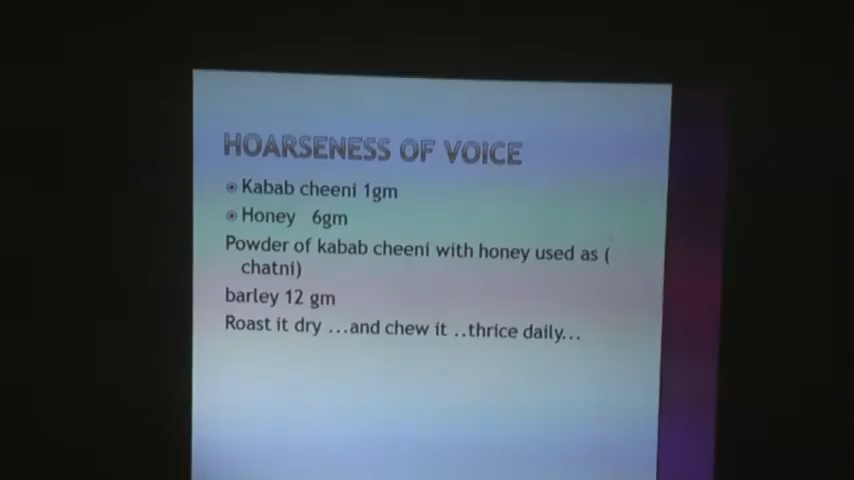 HOARSENESS OF VOICE
Kabab cheeni 1gm
Honey 6gm
Powder of kabab cheeni with honey used as (
chatni)
barley 12 gm
Roast it dry ...and chew it ..thrice daily...